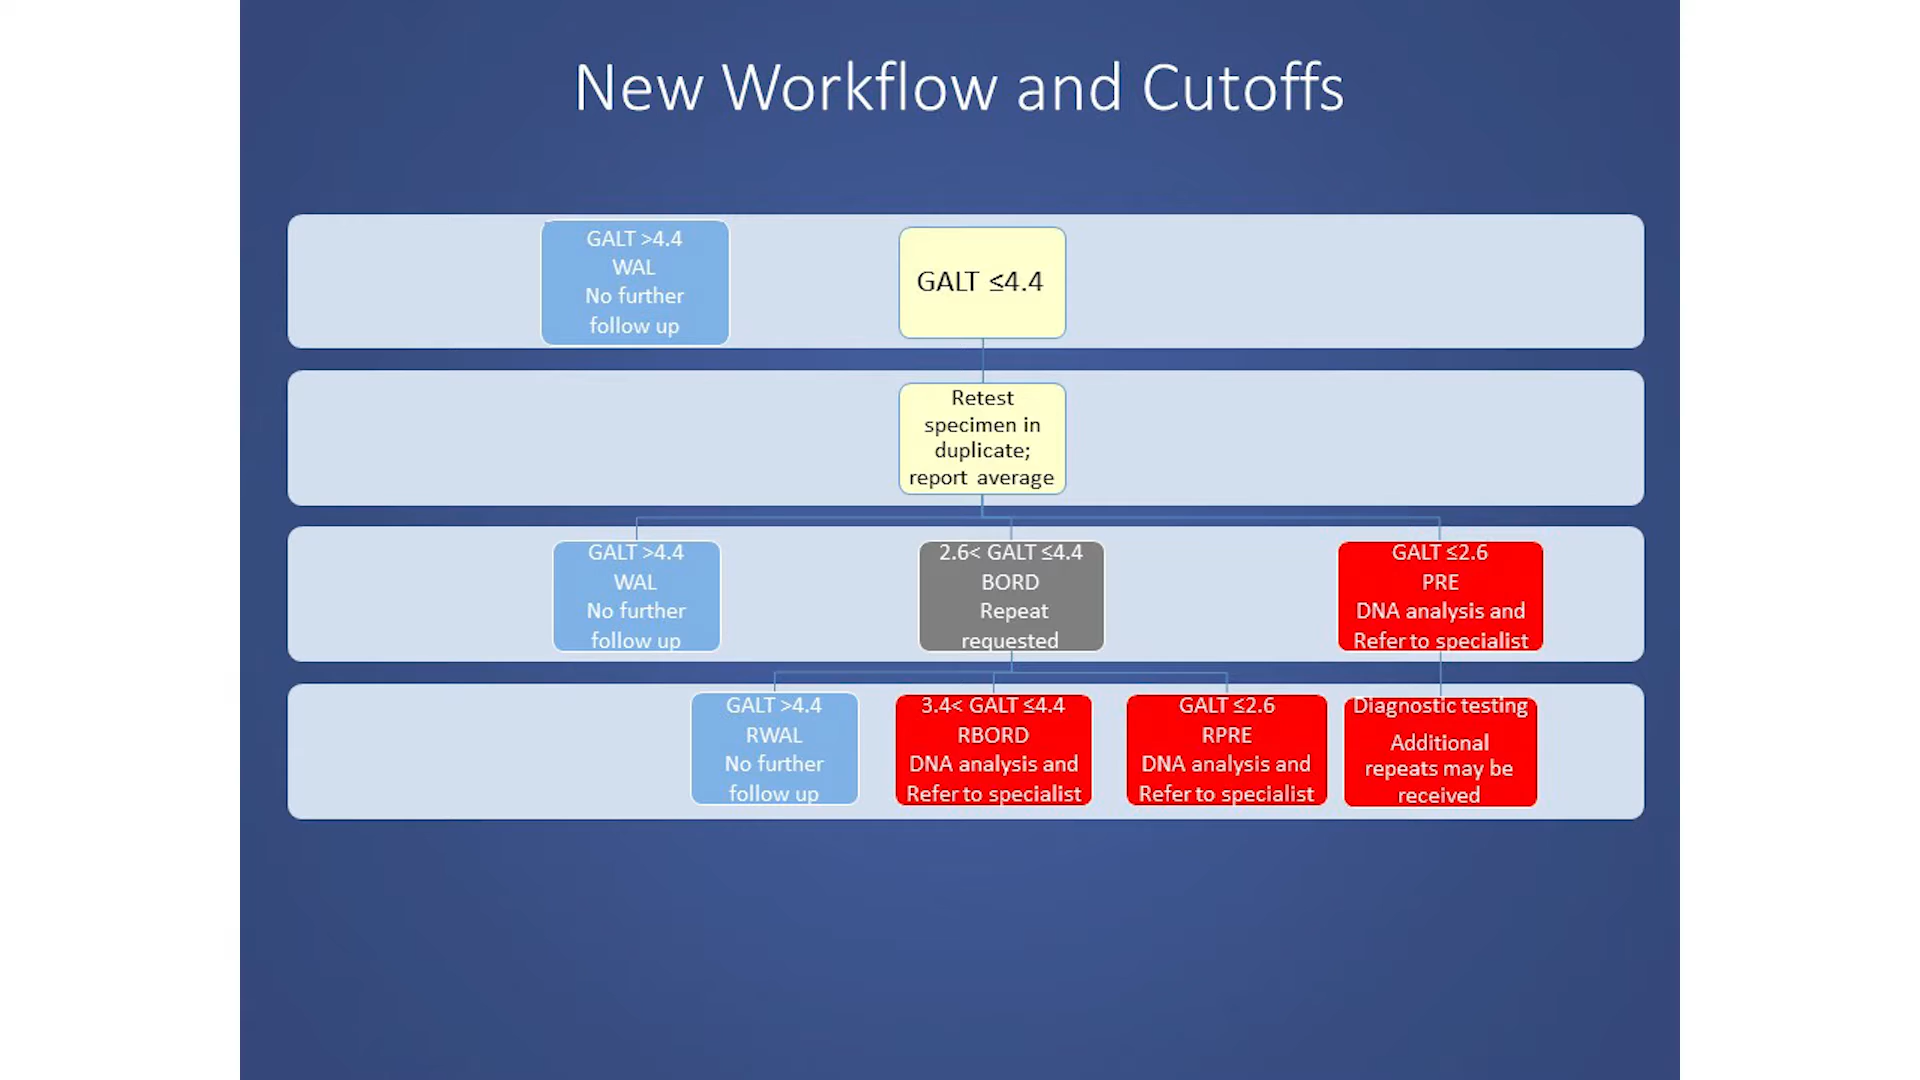 New Workflow and Cutoffs
GALT >4.4
WAL
No further
follow up
GALT ≤4.4
Retest
specimen in
duplicate;
report average
GALT >4.4
WAL
No further
follow up
2.6< GALT ≤4.4
BORD
Repeat
requested
GALT ≤2.6
PRE
DNA analysis and
Refer to specialist
GALT >4.4
RWAL
No further
follow up
3.4< GALT ≤4.4
RBORD
DNA analysis and
Refer to specialist
GALT ≤2.6
RPRE
DNA analysis and
Refer to specialist
Diagnostic testing
Additional
repeats may be
received